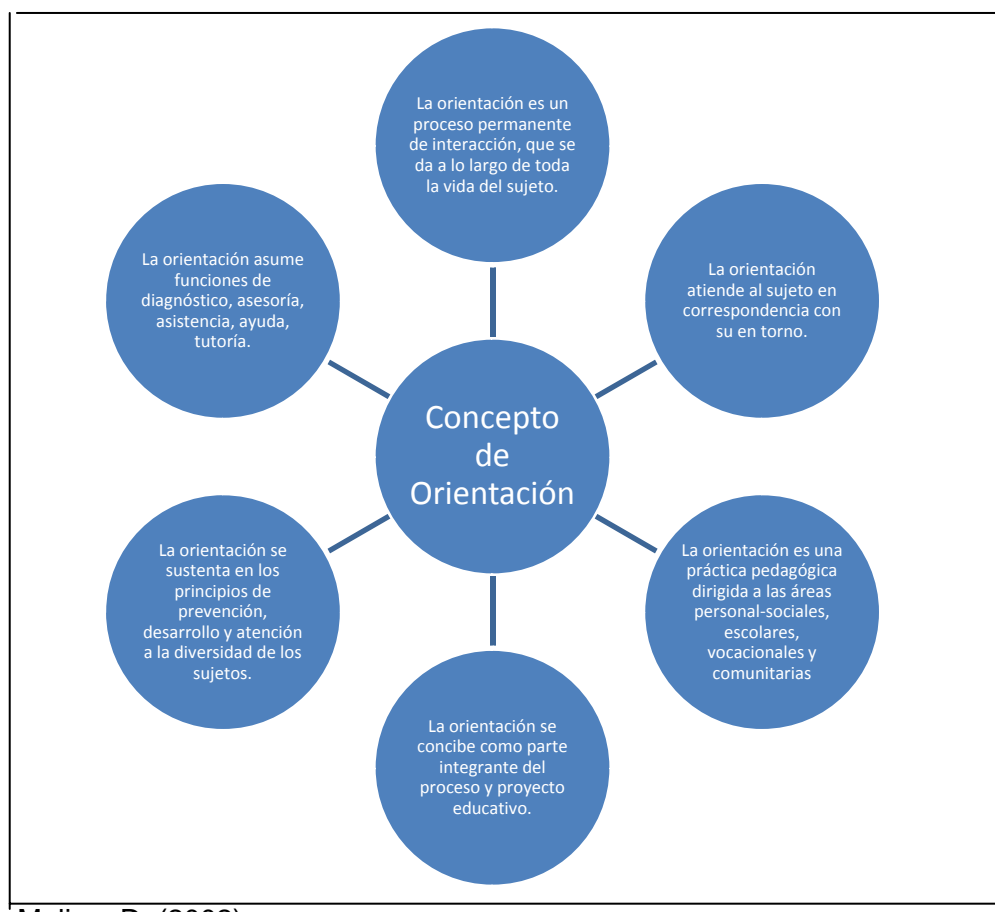 La orientación es un
proceso permanente
de interacción, que se
da a lo largo de toda
la vida del sujeto.
La orientación
atiende al sujeto en
correspondencia con
su en torno.
La orientación es una
práctica pedagógica
dirigida a las áreas
personal-sociales,
escolares,
vocacionales y
comunitarias
La orientación se
concibe como parte
integrante del
proceso y proyecto
educativo.
La orientación se
sustenta en los
principios de
prevención,
desarrollo y atención
a la diversidad de los
sujetos.
La orientación asume
funciones de
diagnóstico, asesoría,
asistencia, ayuda,
tutoría.
Concepto
de
Orientación